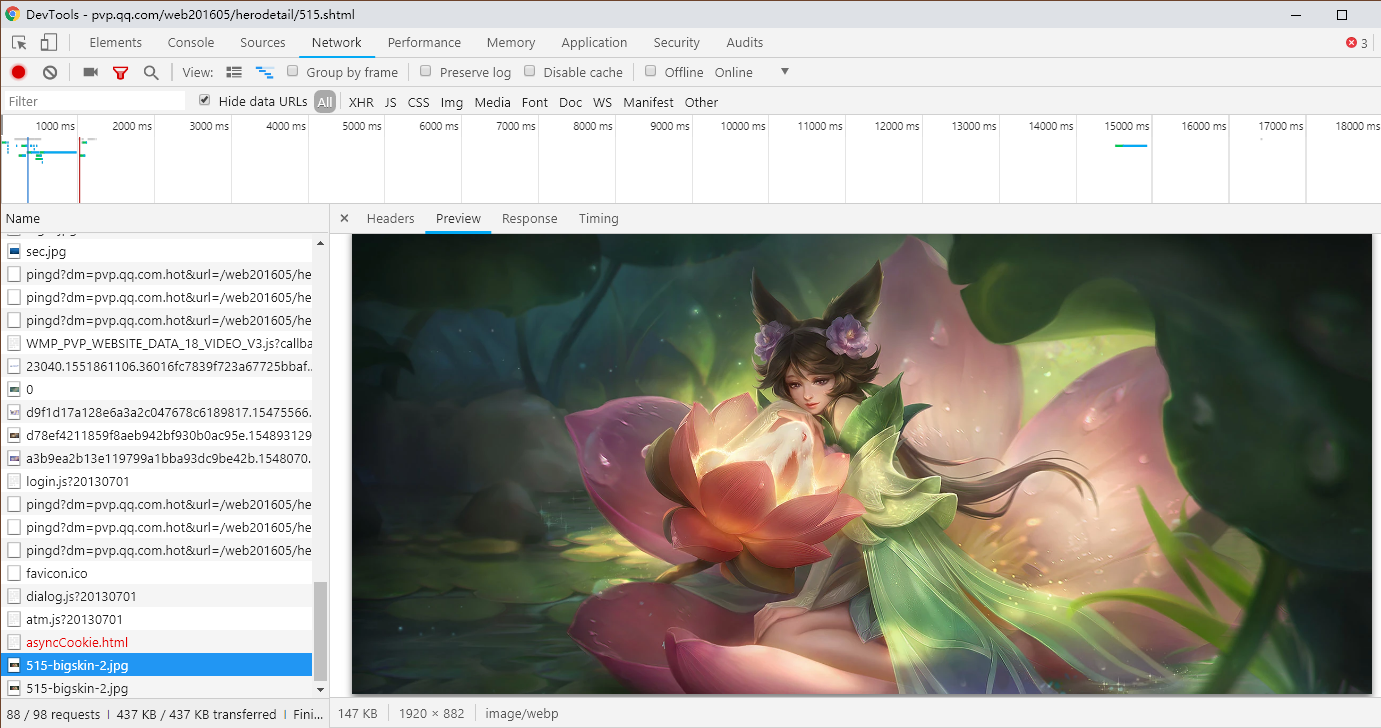 DevTools - pvp.qq.com/web201605/herodetail/515.shtml
Elements Console Sources Network Performance Memory Application Security Audits 3
View: Group by frame Preserve log Disable cache Offline Online
Filter Hide data URLs All XHR JS CSS Img Media Font Doc WS Manifest Other
1000 ms 2000 ms 3000 ms 4000 ms 5000 ms 6000 ms 7000 ms 8000 ms 9000 ms 10000 ms 11000 ms 12000 ms 13000 ms 14000 ms 15000 ms 16000 ms 17000 ms 18000 ms
Name
Headers Preview Response Timing
sec.jpg
pingd?dm=pvp.qq.com.hot&url=/web201605/he
pingd?dm=pvp.qq.com.hot&url=/web201605/he
pingd?dm=pvp.qq.com.hot&url=/web201605/he
WMP_PVP_WEBSITE_DATA_18_VIDEO_V3.js?callba
23040.1551861106.36016fc7839f723a67725bbaf...
0
d9f1d17a128e6a3a2c047678c6189817.15475566.
d78ef4211859f8aeb942bf930b0ac95e.154893129
a3b9ea2b13e119799a1bba93dc9be42b.1548070.
login.js?20130701
pingd?dm=pvp.qq.com.hot&url=/web201605/he
pingd?dm=pvp.qq.com.hot&url=/web201605/he
pingd?dm=pvp.qq.com.hot&url=/web201605/he
favicon.ico
dialog.js?20130701
atm.js?20130701
asyncCookie.html
515-bigskin-2.jpg
515-bigskin-2.jpg
88 / 98 requests 437 KB / 437 KB transferred Fini...
147 KB 1920 × 882 image/webp